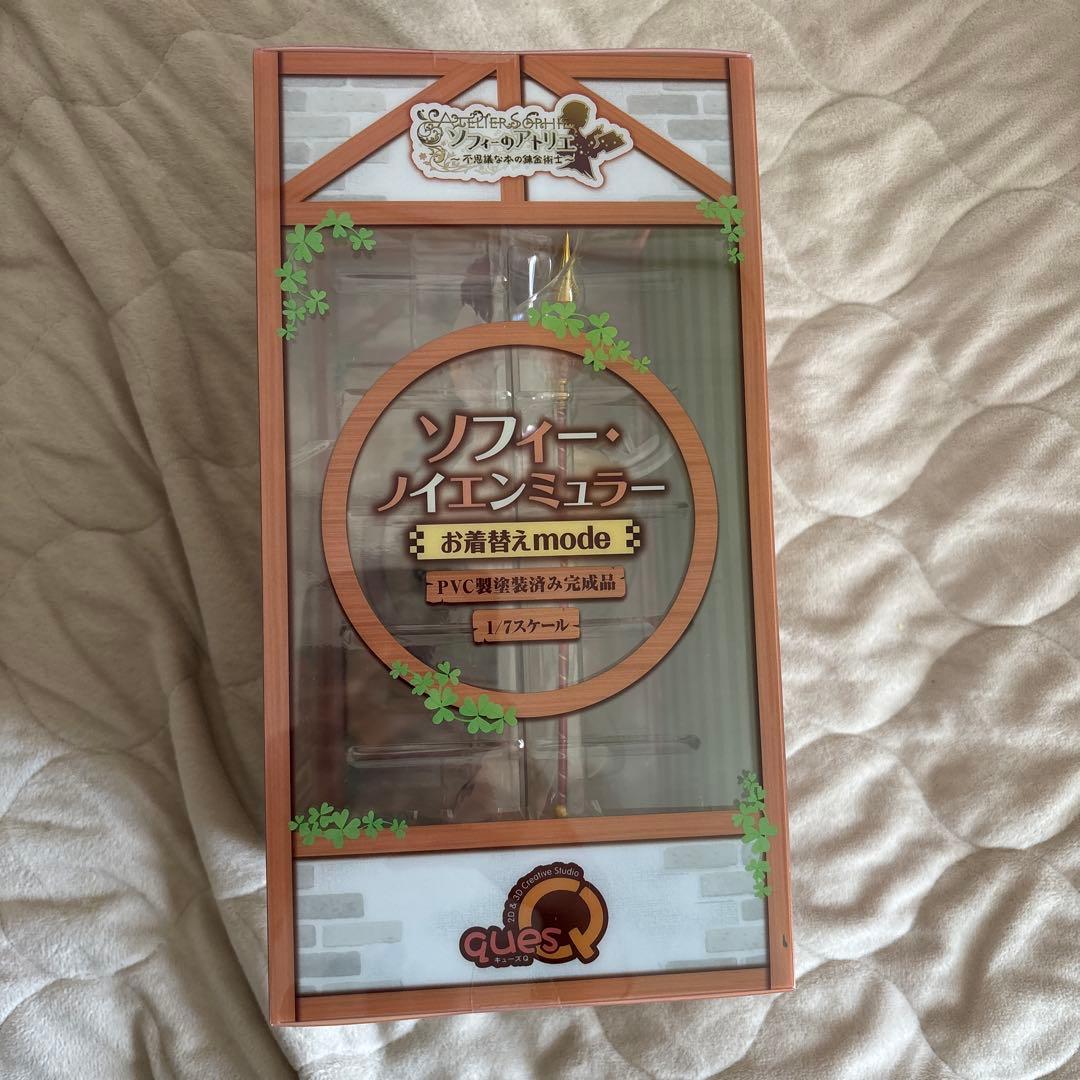 ATELIER SOPHIE
ソフィーのアトリエ
～不思議な本の錬金術士～
ソフィー・
ノイエンミュラー
お着替えmode
PVC製塗装済み完成品
1/7スケール
2D & 3D Creative Studio
quesQ
キューズQ